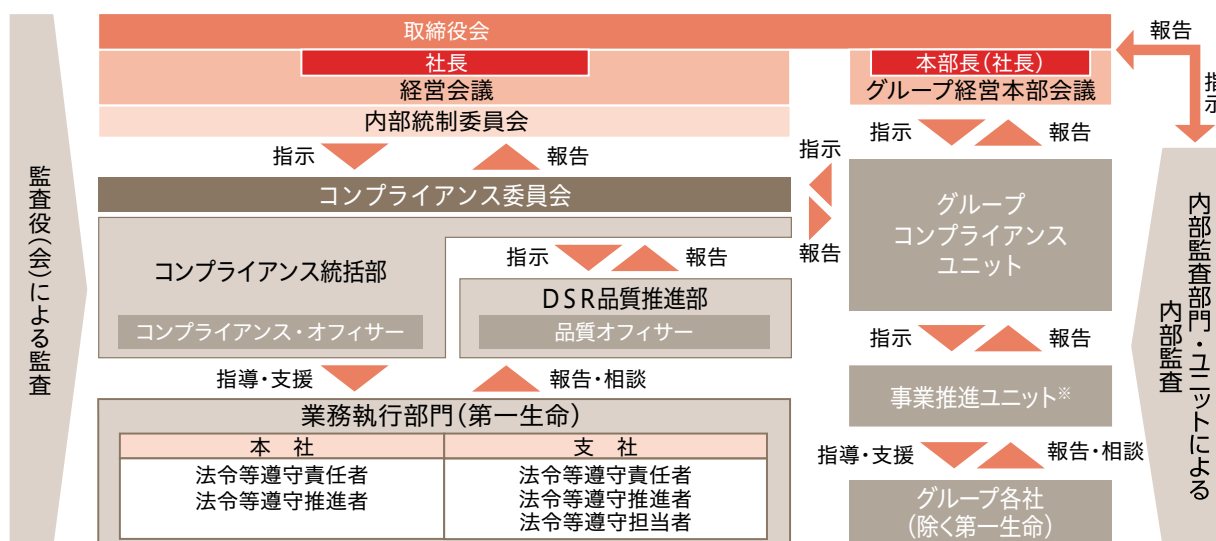 取締役会
社長
経営会議
内部統制委員会
本部長(社長)
グループ経営本部会議
報告
指示
指示
報告
指示
報告
指示
報告
コンプライアンス委員会
コンプライアンス統括部
コンプライアンス・オフィサー
指示
報告
DSR品質推進部
品質オフィサー
グループ
コンプライアンス
ユニット
指導・支援
報告・相談
指示
報告
業務執行部門(第一生命)
本 社
支 社
法令等遵守責任者
法令等遵守推進者
法令等遵守責任者
法令等遵守推進者
法令等遵守担当者
事業推進ユニット※
指導・支援
報告・相談
グループ各社
(除く第一生命)
監査役(会)による監査
内部監査部門・ユニットによる
内部監査